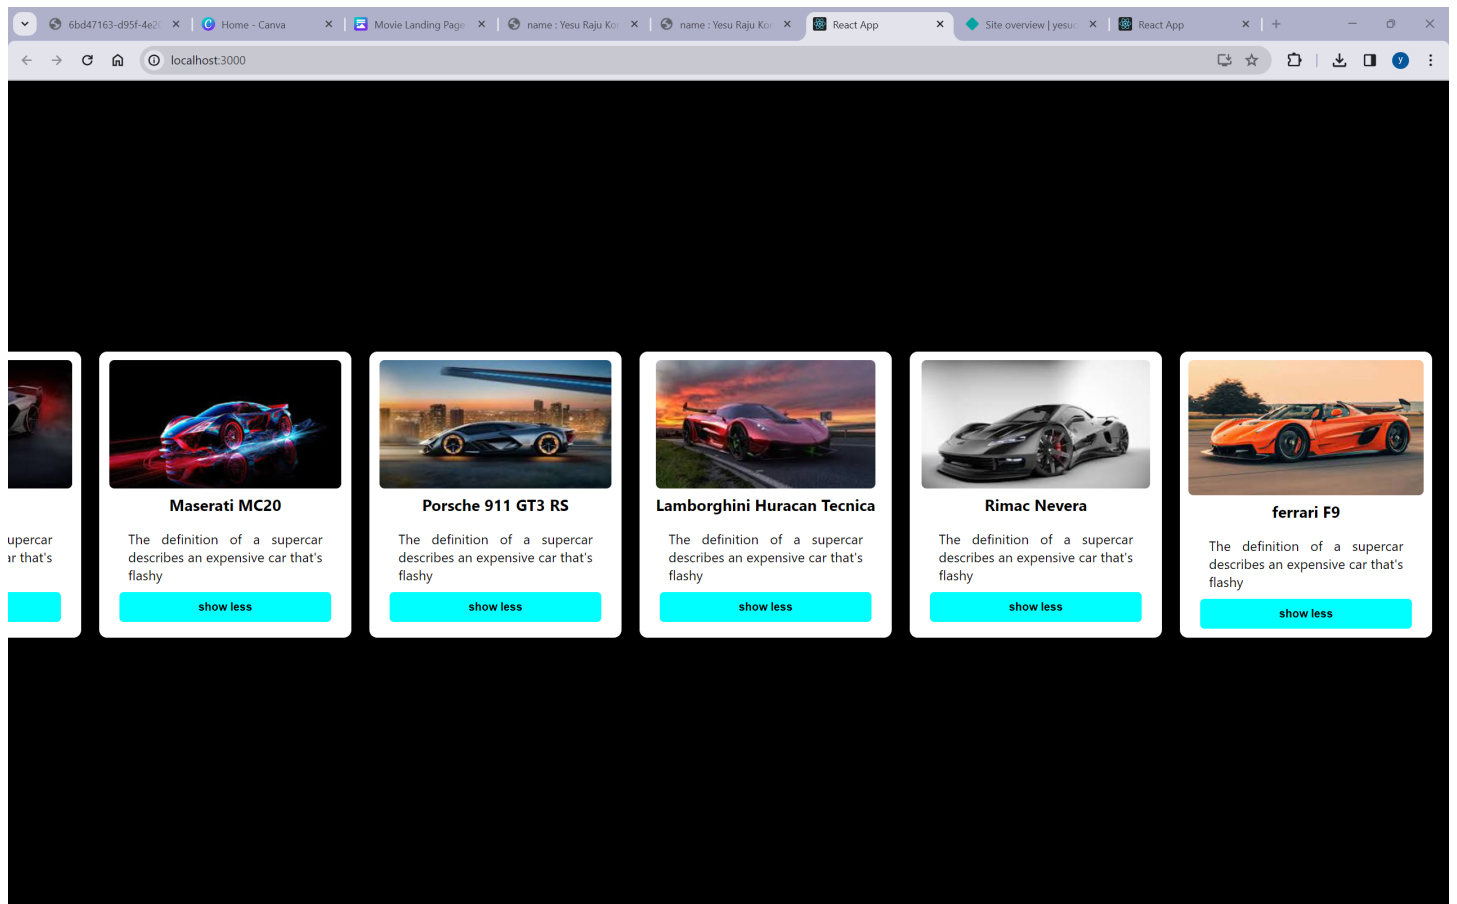 6bd47163-d95f-4e2
Home - Canva
Movie Landing Page
name : Yesu Raju Ko
name : Yesu Raju Ko
React App
Site overview | yesu
React App
localhost:3000
y
upercar
ar that's
Maserati MC20
The definition of a supercar
describes an expensive car that's
flashy
show less
Porsche 911 GT3 RS
The definition of a supercar
describes an expensive car that's
flashy
show less
Lamborghini Huracan Tecnica
The definition of a supercar
describes an expensive car that's
flashy
show less
Rimac Nevera
The definition of a supercar
describes an expensive car that's
flashy
show less
ferrari F9
The definition of a supercar
describes an expensive car that's
flashy
show less